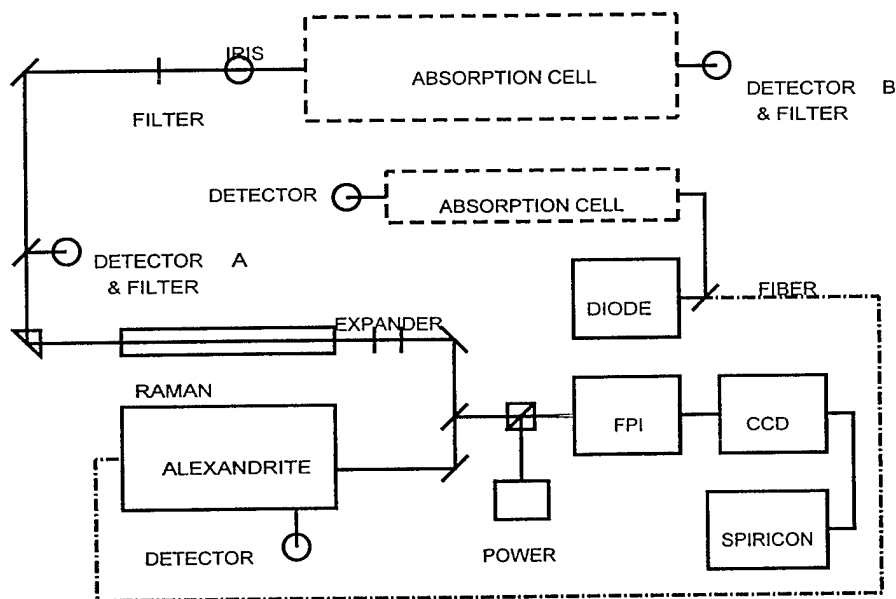 IRIS
ABSORPTION CELL
DETECTOR B
& FILTER
FILTER
DETECTOR
ABSORPTION CELL
DETECTOR A
& FILTER
DIODE
FIBER
EXPANDER
RAMAN
FPI
CCD
ALEXANDRITE
DETECTOR
POWER
SPIRICON